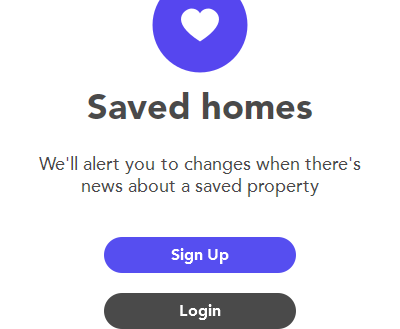 Saved homes
We'll alert you to changes when there's
news about a saved property
Sign Up
Login